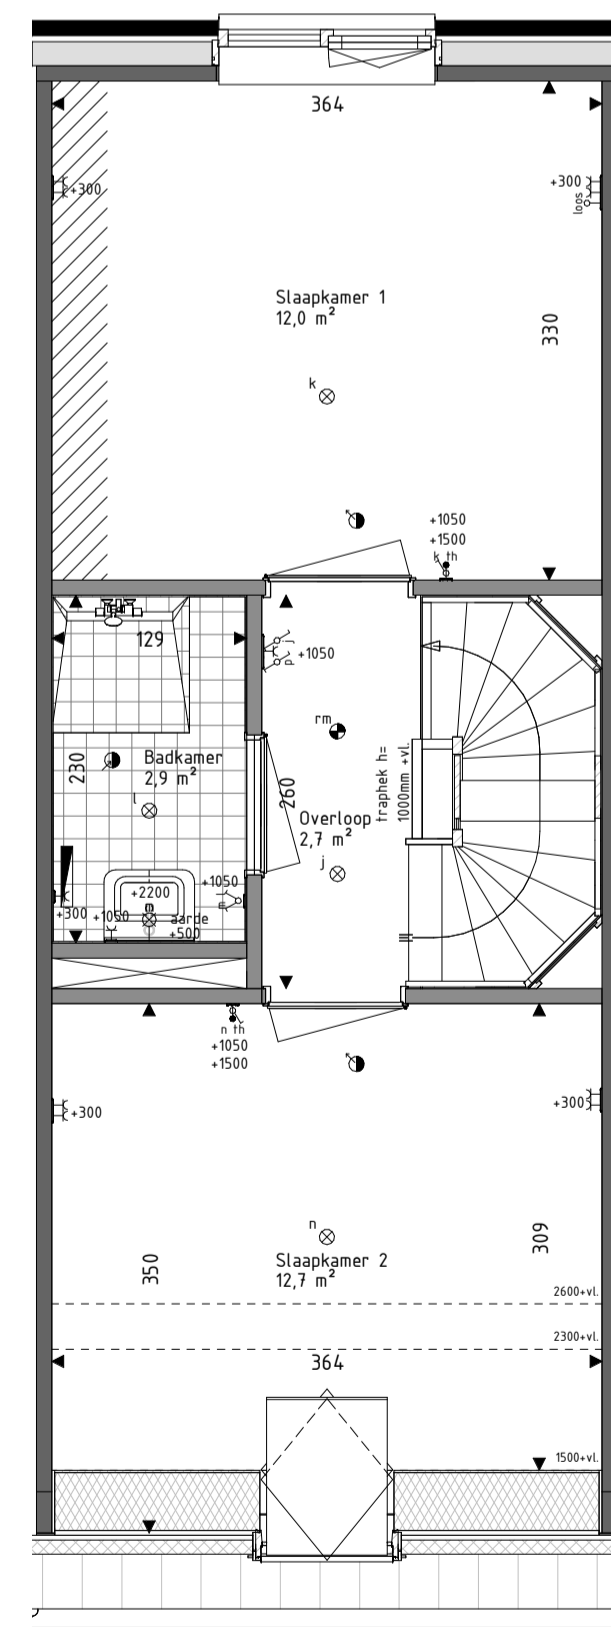 364
+300
+300
loos
Slaapkamer 1
12,0 m²
330
k
+1050
+1500
k th
129
j
p
+1050
rm
230
Badkamer
2,9 m²
l
260
traphek h=
1000mm +vl.
Overloop
2,7 m²
j
+2200
+1050
m
+300
+1050
aarde
+500
n th
+1050
+1500
+300
+300
n
Slaapkamer 2
12,7 m²
350
309
2600+vl.
2300+vl.
364
1500+vl.